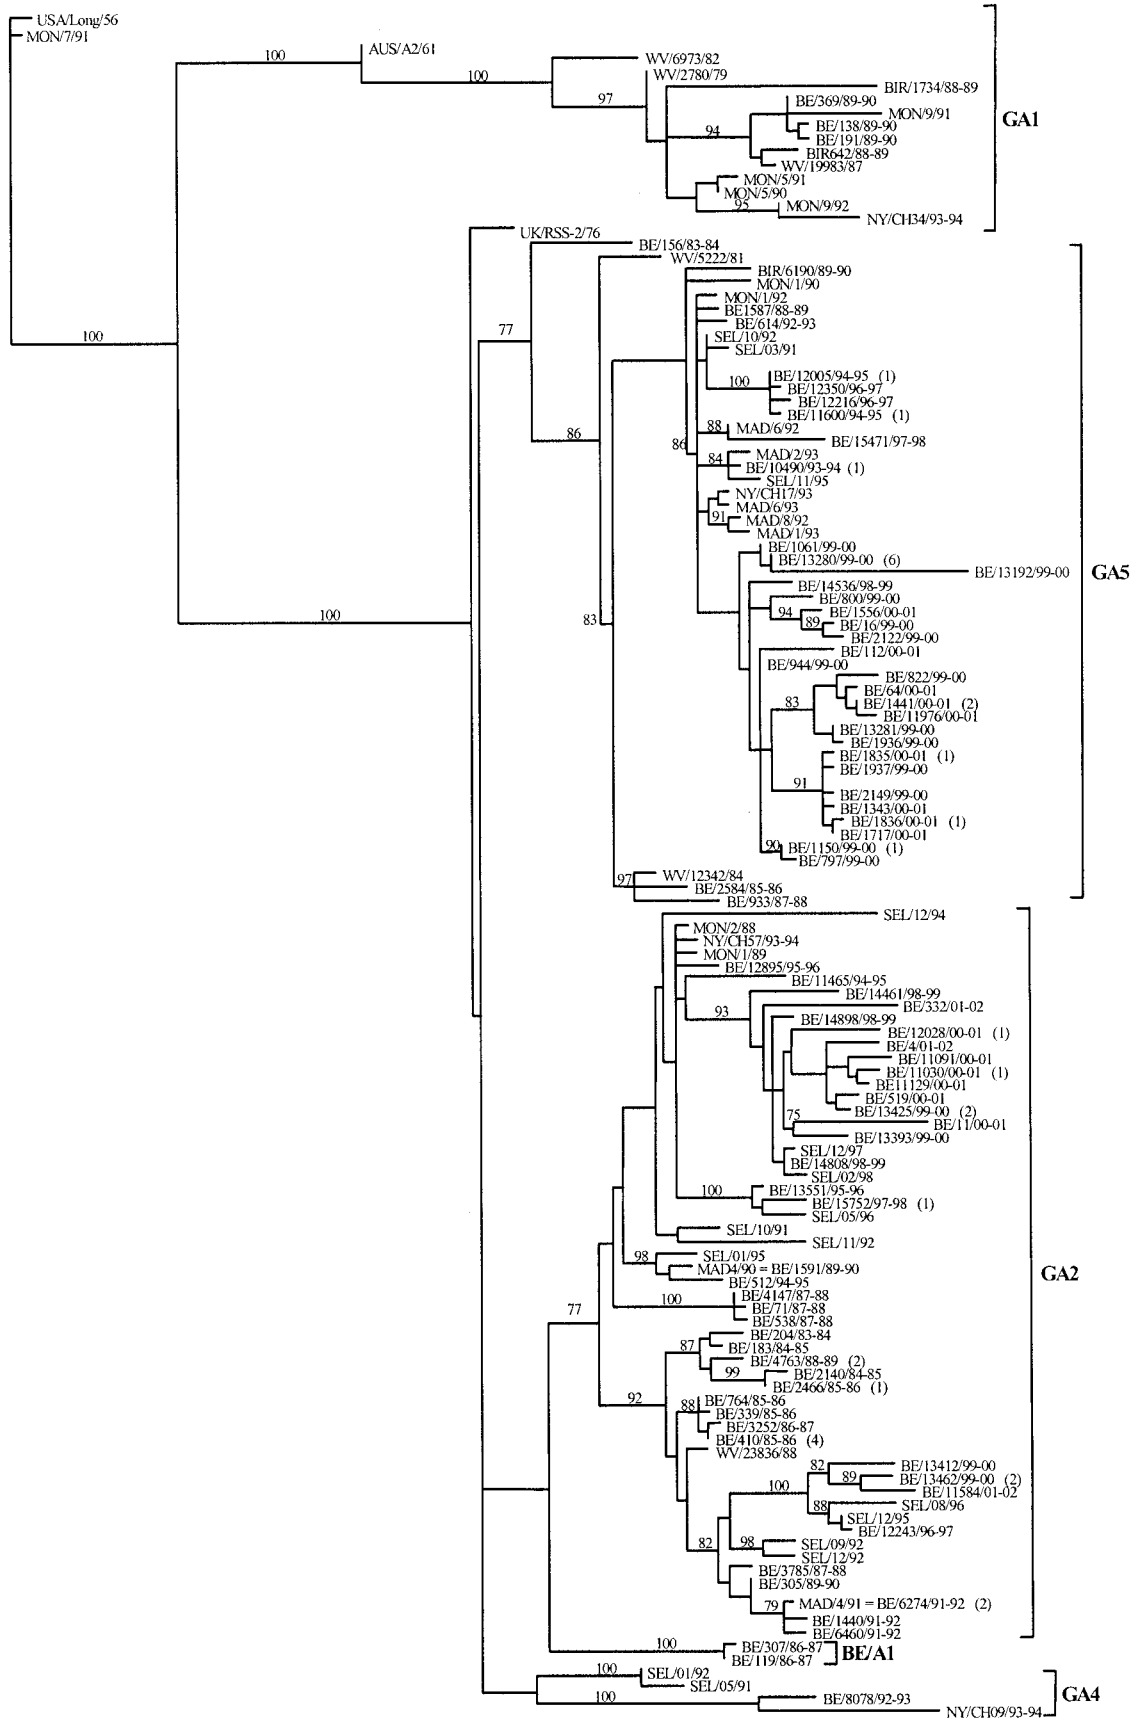 USA/Long/56
MON/7/91
AUS/A2/61
100
WV/6973/82
100
WV/2780/79
BIR/1734/88-89
97
BE/369/89-90
MON/9/91
GA1
BE/138/89-90
94
BE/191/89-90
BIR642/88-89
WV/19983/87
MON/5/91
MON/5/90
95
MON/9/92
NY/CH34/93-94
UK/RSS-2/76
BE/156/83-84
WV/5222/81
BIR/6190/89-90
MON/1/90
MON/1/92
BE1587/88-89
BE/614/92-93
77
100
SEL/10/92
SEL/03/91
BE/12005/94-95 (1)
100
BE/12350/96-97
BE/12216/96-97
BE/11600/94-95 (1)
88
MAD/6/92
86
BE/15471/97-98
86
MAD/2/93
84
BE/10490/93-94 (1)
SEL/11/95
NY/CH17/93
MAD/6/93
91
MAD/8/92
MAD/1/93
BE/1061/99-00
BE/13280/99-00 (6)
BE/13192/99-00
GA5
BE/14536/98-99
BE/800/99-00
94
BE/1556/00-01
100
83
89
BE/16/99-00
BE/2122/99-00
BE/112/00-01
BE/944/99-00
BE/822/99-00
BE/64/00-01
83
BE/1441/00-01 (2)
BE/11976/00-01
BE/13281/99-00
BE/1936/99-00
BE/1835/00-01 (1)
BE/1937/99-00
91
BE/2149/99-00
BE/1343/00-01
BE/1836/00-01 (1)
BE/1717/00-01
90
BE/1150/99-00 (1)
BE/797/99-00
97
WV/12342/84
BE/2584/85-86
BE/933/87-88
SEL/12/94
MON/2/88
NY/CH57/93-94
MON/1/89
BE/12895/95-96
BE/11465/94-95
BE/14461/98-99
93
BE/332/01-02
BE/14898/98-99
BE/12028/00-01 (1)
BE/4/01-02
BE/11091/00-01
BE/11030/00-01 (1)
BE11129/00-01
BE/519/00-01
BE/13425/99-00 (2)
75
BE/11/00-01
BE/13393/99-00
SEL/12/97
BE/14808/98-99
SEL/02/98
100
BE/13551/95-96
BE/15752/97-98 (1)
SEL/05/96
SEL/10/91
SEL/11/92
98
SEL/01/95
MAD4/90 = BE/1591/89-90
GA2
BE/512/94-95
BE/4147/87-88
100
BE/71/87-88
77
BE/538/87-88
BE/204/83-84
87
BE/183/84-85
BE/4763/88-89 (2)
99
BE/2140/84-85
BE/2466/85-86 (1)
92
BE/764/85-86
88
BE/339/85-86
BE/3252/86-87
BE/410/85-86 (4)
WV/23836/88
82
BE/13412/99-00
89
BE/13462/99-00 (2)
100
BE/11584/01-02
88
SEL/08/96
SEL/12/95
BE/12243/96-97
82
98
SEL/09/92
SEL/12/92
BE/3785/87-88
BE/305/89-90
79
MAD/4/91 = BE/6274/91-92 (2)
BE/1440/91-92
BE/6460/91-92
100
BE/307/86-87
BE/119/86-87
BE/A1
100
SEL/01/92
SEL/05/91
100
BE/8078/92-93
NY/CH09/93-94
GA4